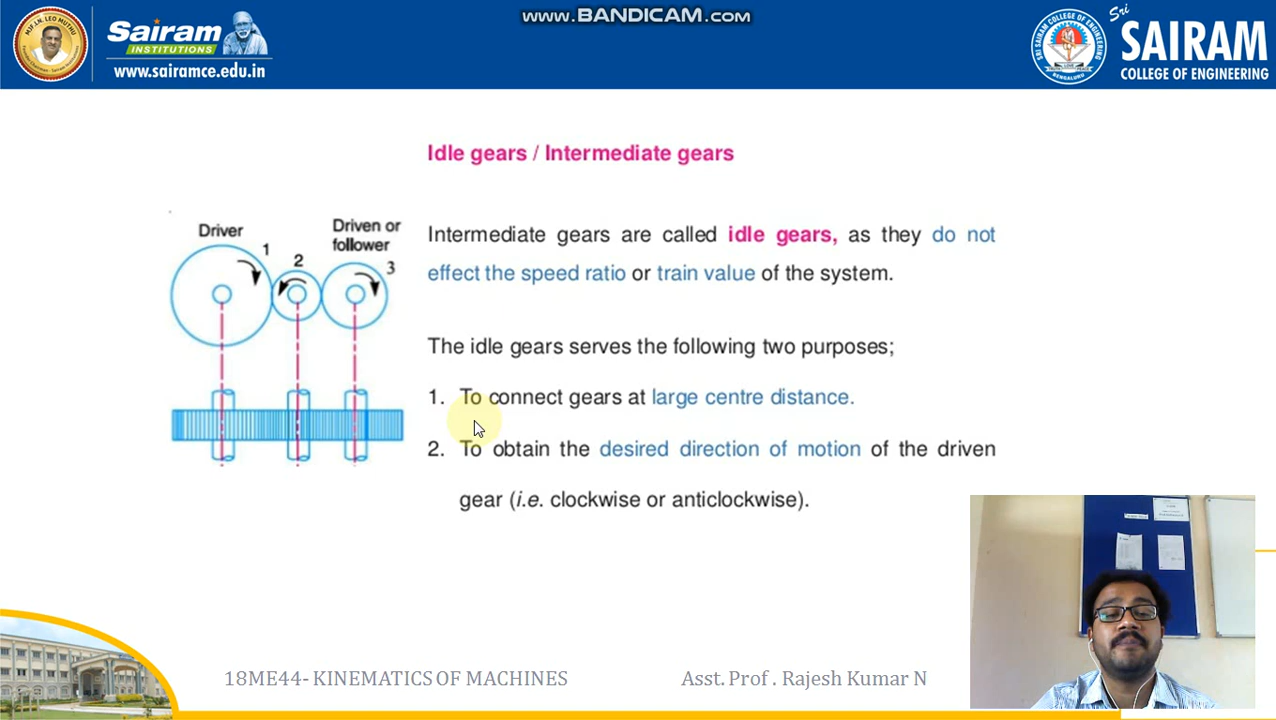 www.BANDICAM.com
Sairam
INSTITUTIONS
www.sairamce.edu.in
Sri
SAIRAM
COLLEGE OF ENGINEERING
Idle gears / Intermediate gears
Driver
Driven or
follower
1
2
3
Intermediate gears are called idle gears, as they do not
effect the speed ratio or train value of the system.
The idle gears serves the following two purposes;
1. To connect gears at large centre distance.
2. To obtain the desired direction of motion of the driven
gear (i.e. clockwise or anticlockwise).
18ME44- KINEMATICS OF MACHINES
Asst. Prof . Rajesh Kumar N